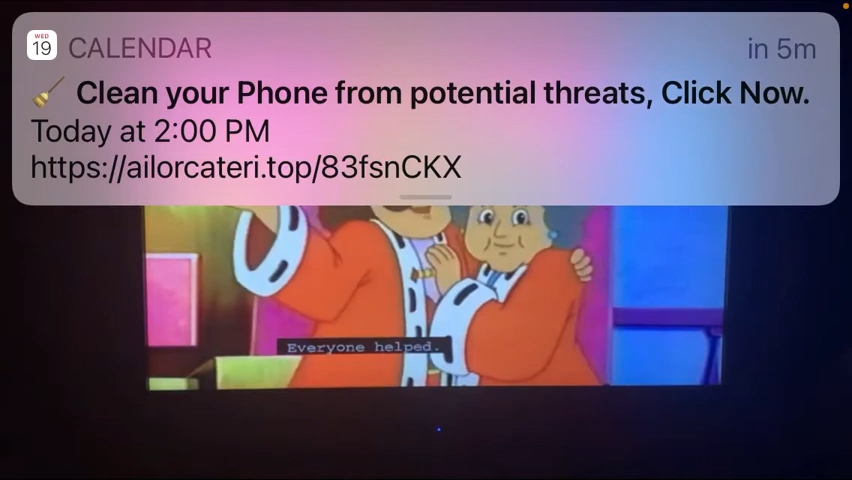 WED
19 CALENDAR in 5m
🧹 Clean your Phone from potential threats, Click Now.
Today at 2:00 PM
https://ailorcateri.top/83fsnCKX
Everyone helped.